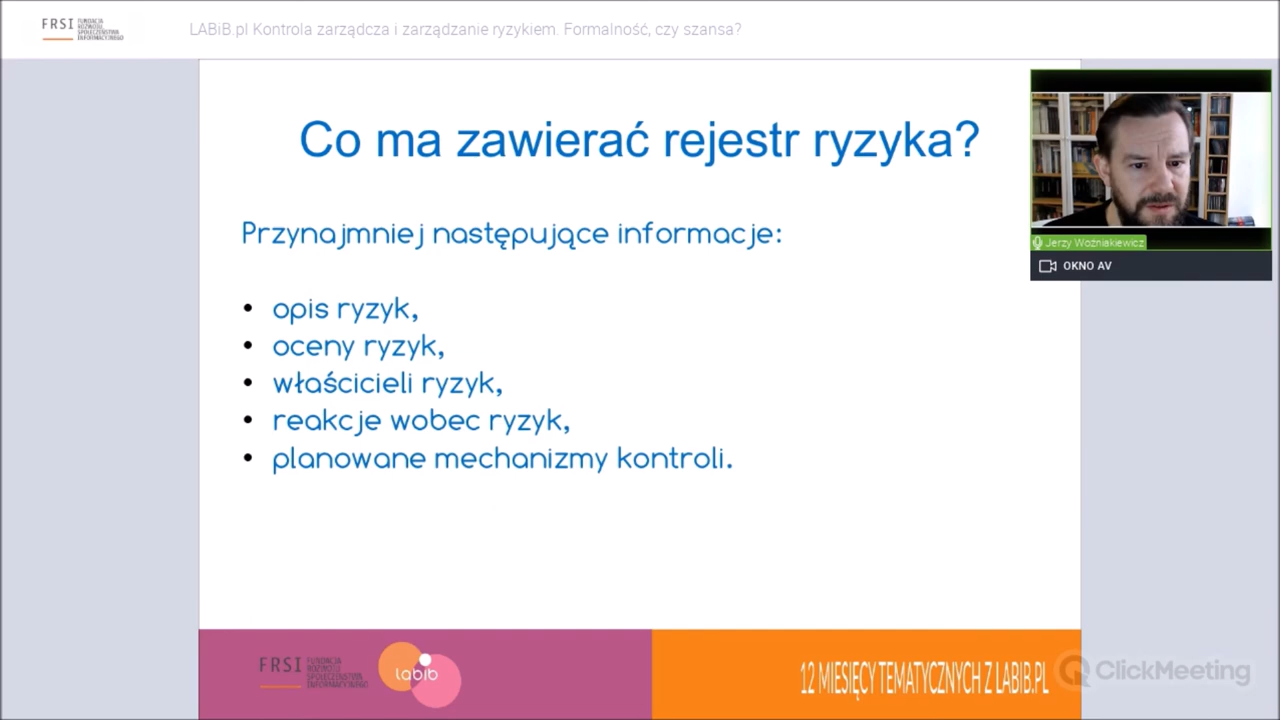 FRSI FUNDACJA ROZWOJU SPOŁECZEŃSTWA INFORMACYJNEGO
LABiB.pl Kontrola zarządcza i zarządzanie ryzykiem. Formalność, czy szansa?
Co ma zawierać rejestr ryzyka?
Jerzy Woźniakiewicz
OKNO AV
Przynajmniej następujące informacje:
• opis ryzyk,
• oceny ryzyk,
• właścicieli ryzyk,
• reakcje wobec ryzyk,
• planowane mechanizmy kontroli.
FRSI FUNDACJA ROZWOJU SPOŁECZEŃSTWA INFORMACYJNEGO
labib
12 MIESIĘCY TEMATYCZNYCH Z LABIB.PL
ClickMeeting